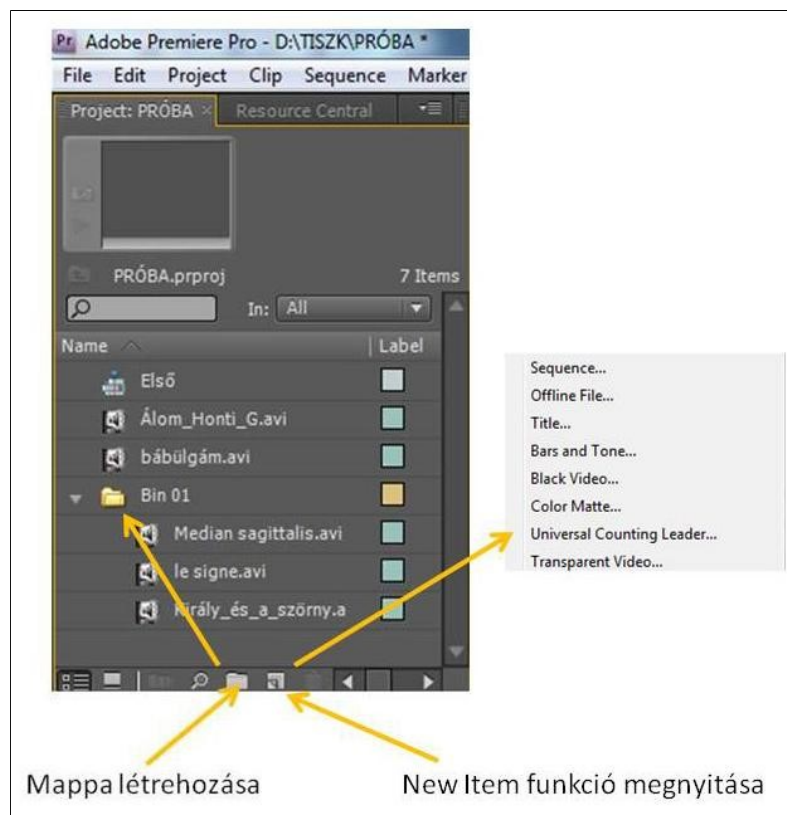 Pr Adobe Premiere Pro - D:\TISZK\PRÓBA *
File Edit Project Clip Sequence Marker
Project: PRÓBA × Resource Central
PRÓBA.prproj 7 Items
In: All
Name Label
Első
Álom_Honti_G.avi
bábülgám.avi
Bin 01
Median sagittalis.avi
le signe.avi
Király_és_a_szörny.a
Sequence...
Offline File...
Title...
Bars and Tone...
Black Video...
Color Matte...
Universal Counting Leader...
Transparent Video...
Mappa létrehozása
New Item funkció megnyitása